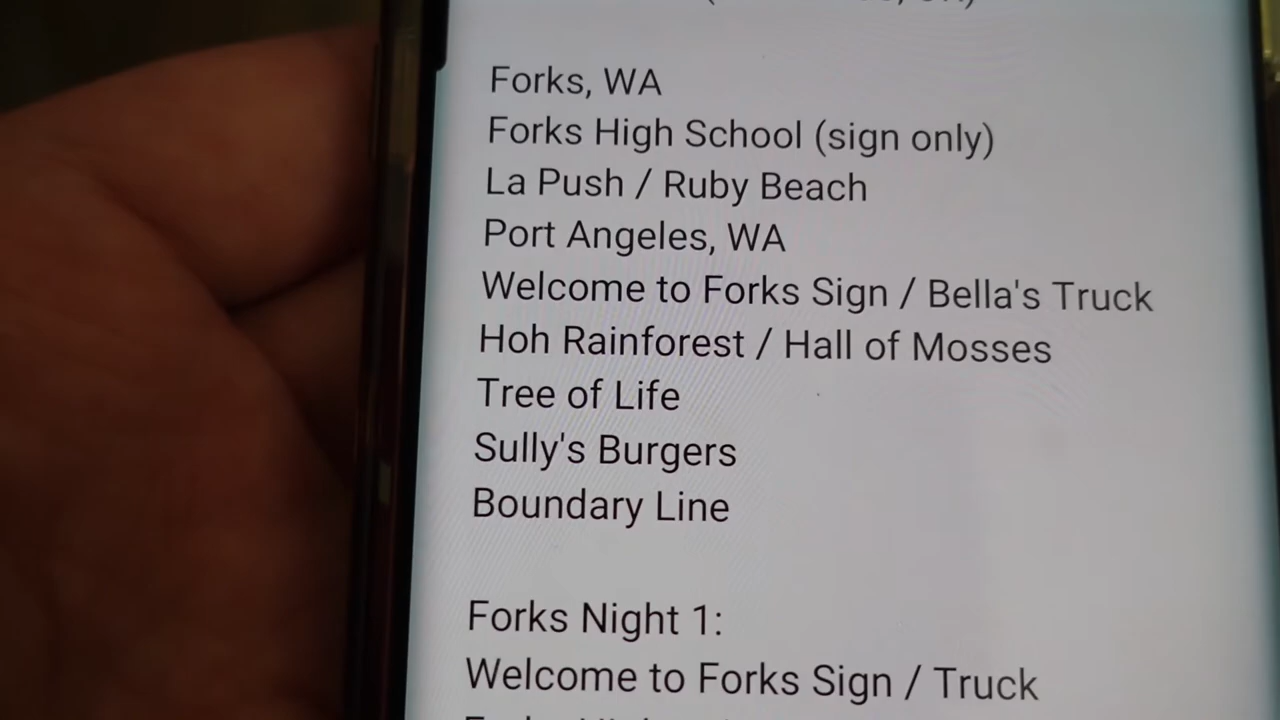 Forks, WA
Forks High School (sign only)
La Push / Ruby Beach
Port Angeles, WA
Welcome to Forks Sign / Bella's Truck
Hoh Rainforest / Hall of Mosses
Tree of Life
Sully's Burgers
Boundary Line
Forks Night 1:
Welcome to Forks Sign / Truck